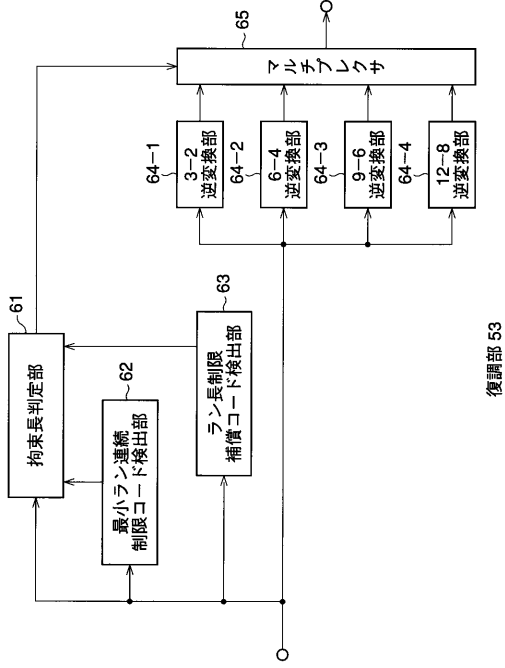 61
拘束長判定部
62
最小ラン連続
制限コード検出部
63
ラン長制限
補償コード検出部
64-1
3-2
逆変換部
64-2
6-4
逆変換部
64-3
9-6
逆変換部
64-4
12-8
逆変換部
65
マルチプレクサ
復調部 53